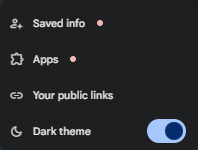 Saved info
Apps
Your public links
Dark theme